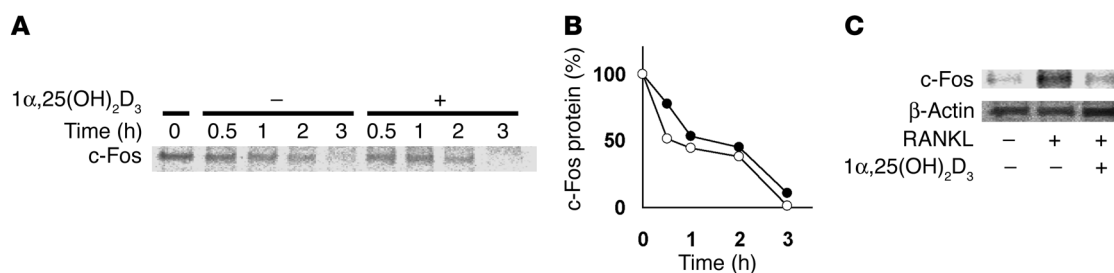 A
1α,25(OH)₂D₃ − +
Time (h) 0 0.5 1 2 3 0.5 1 2 3
c-Fos
B
c-Fos protein (%)
100
50
0
0 1 2 3
Time (h)
C
c-Fos
β-Actin
RANKL − + +
1α,25(OH)₂D₃ − − +